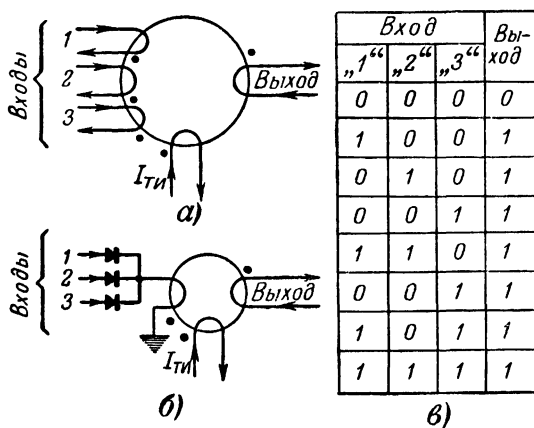 Входы
1
2
3
Выход
Iти
а)
Входы
1
2
3
Выход
Iти
б)
Вход Вы-ход
„1“ „2“ „3“
0 0 0 0
1 0 0 1
0 1 0 1
0 0 1 1
1 1 0 1
0 0 1 1
1 0 1 1
1 1 1 1
в)